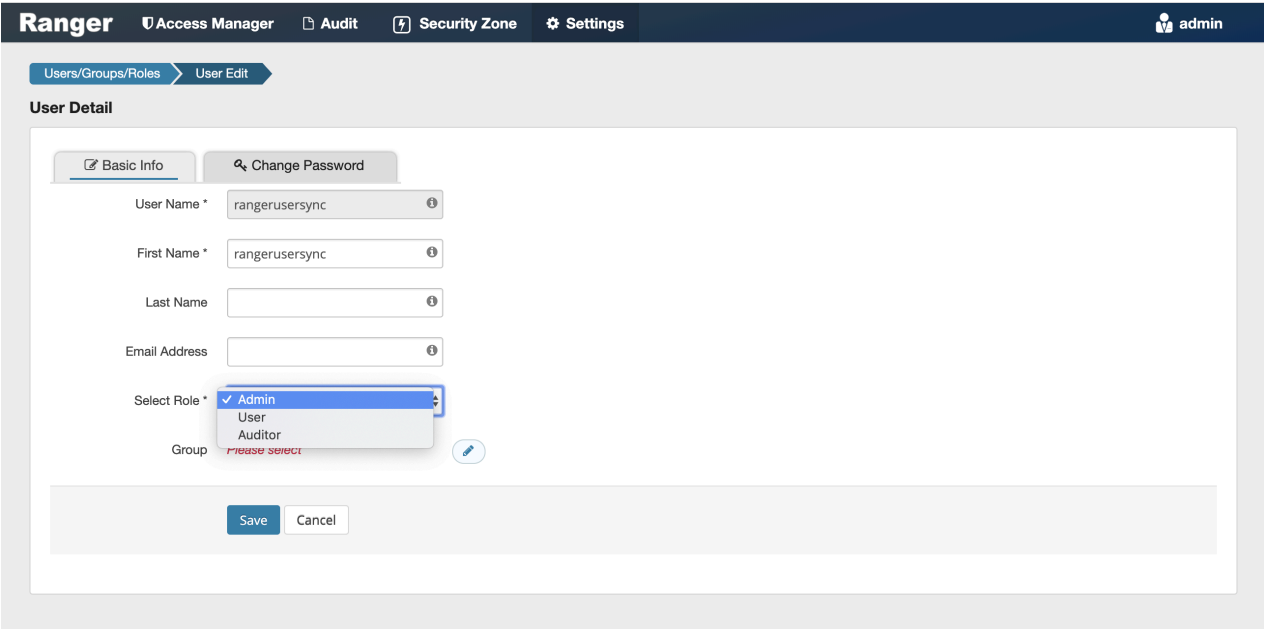 Ranger Access Manager Audit Security Zone Settings admin
Users/Groups/Roles User Edit
User Detail
Basic Info Change Password
User Name * rangerusersync
First Name * rangerusersync
Last Name
Email Address
Select Role * Admin
User
Auditor
Group Please select
Save Cancel